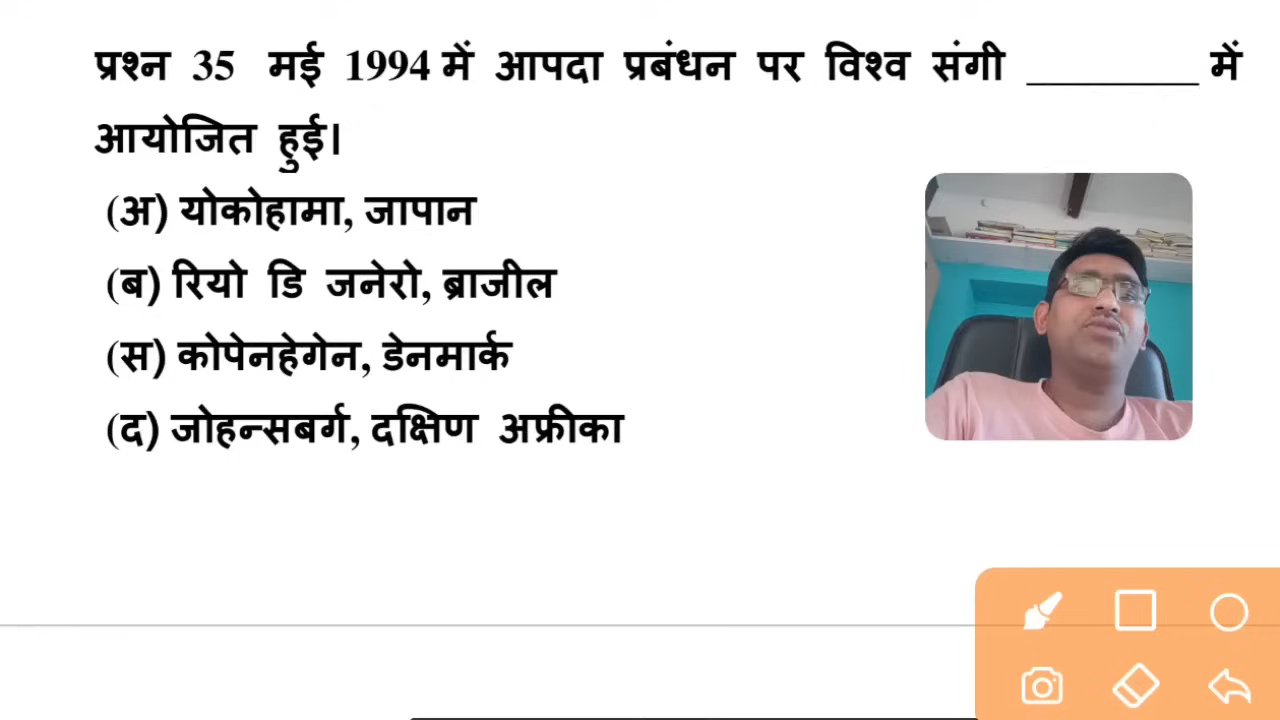 प्रश्न 35 मई 1994 में आपदा प्रबंधन पर विश्व संगी ________ में
आयोजित हुई।
(अ) योकोहामा, जापान
(ब) रियो डि जनेरो, ब्राजील
(स) कोपेनहेगेन, डेनमार्क
(द) जोहन्सबर्ग, दक्षिण अफ्रीका